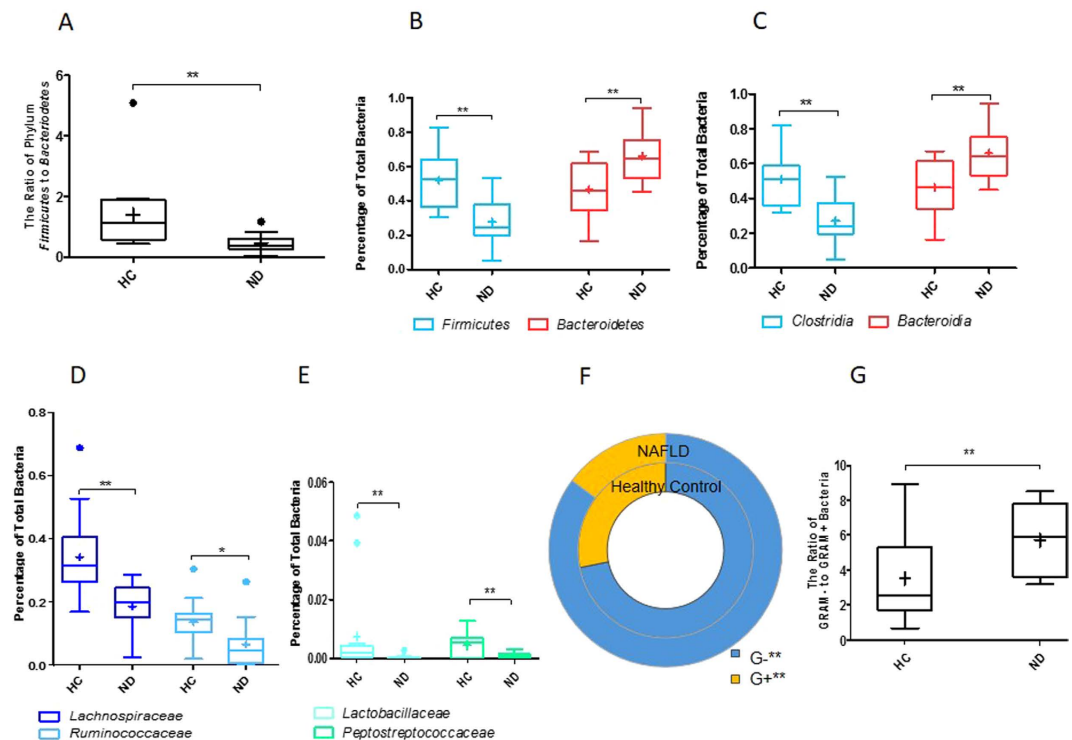 A
The Ratio of Phylum
Firmicutes to Bacteriodetes
6
4
2
0
**
HC
ND
B
Percentage of Total Bacteria
1.0
0.8
0.6
0.4
0.2
0.0
**
**
HC
ND
HC
ND
Firmicutes
Bacteroidetes
C
Percentage of Total Bacteria
1.0
0.8
0.6
0.4
0.2
0.0
**
**
HC
ND
HC
ND
Clostridia
Bacteroidia
D
Percentage of Total Bacteria
0.8
0.6
0.4
0.2
0.0
**
*
HC
ND
HC
ND
Lachnospiraceae
Ruminococcaceae
E
Percentage of Total Bacteria
0.06
0.04
0.002
0.000
**
**
HC
ND
HC
ND
Lactobacillaceae
Peptostreptococcaceae
F
NAFLD
Healthy Control
G-**
G+**
G
The Ratio of
GRAM - to GRAM + Bacteria
10
8
6
4
2
0
**
HC
ND